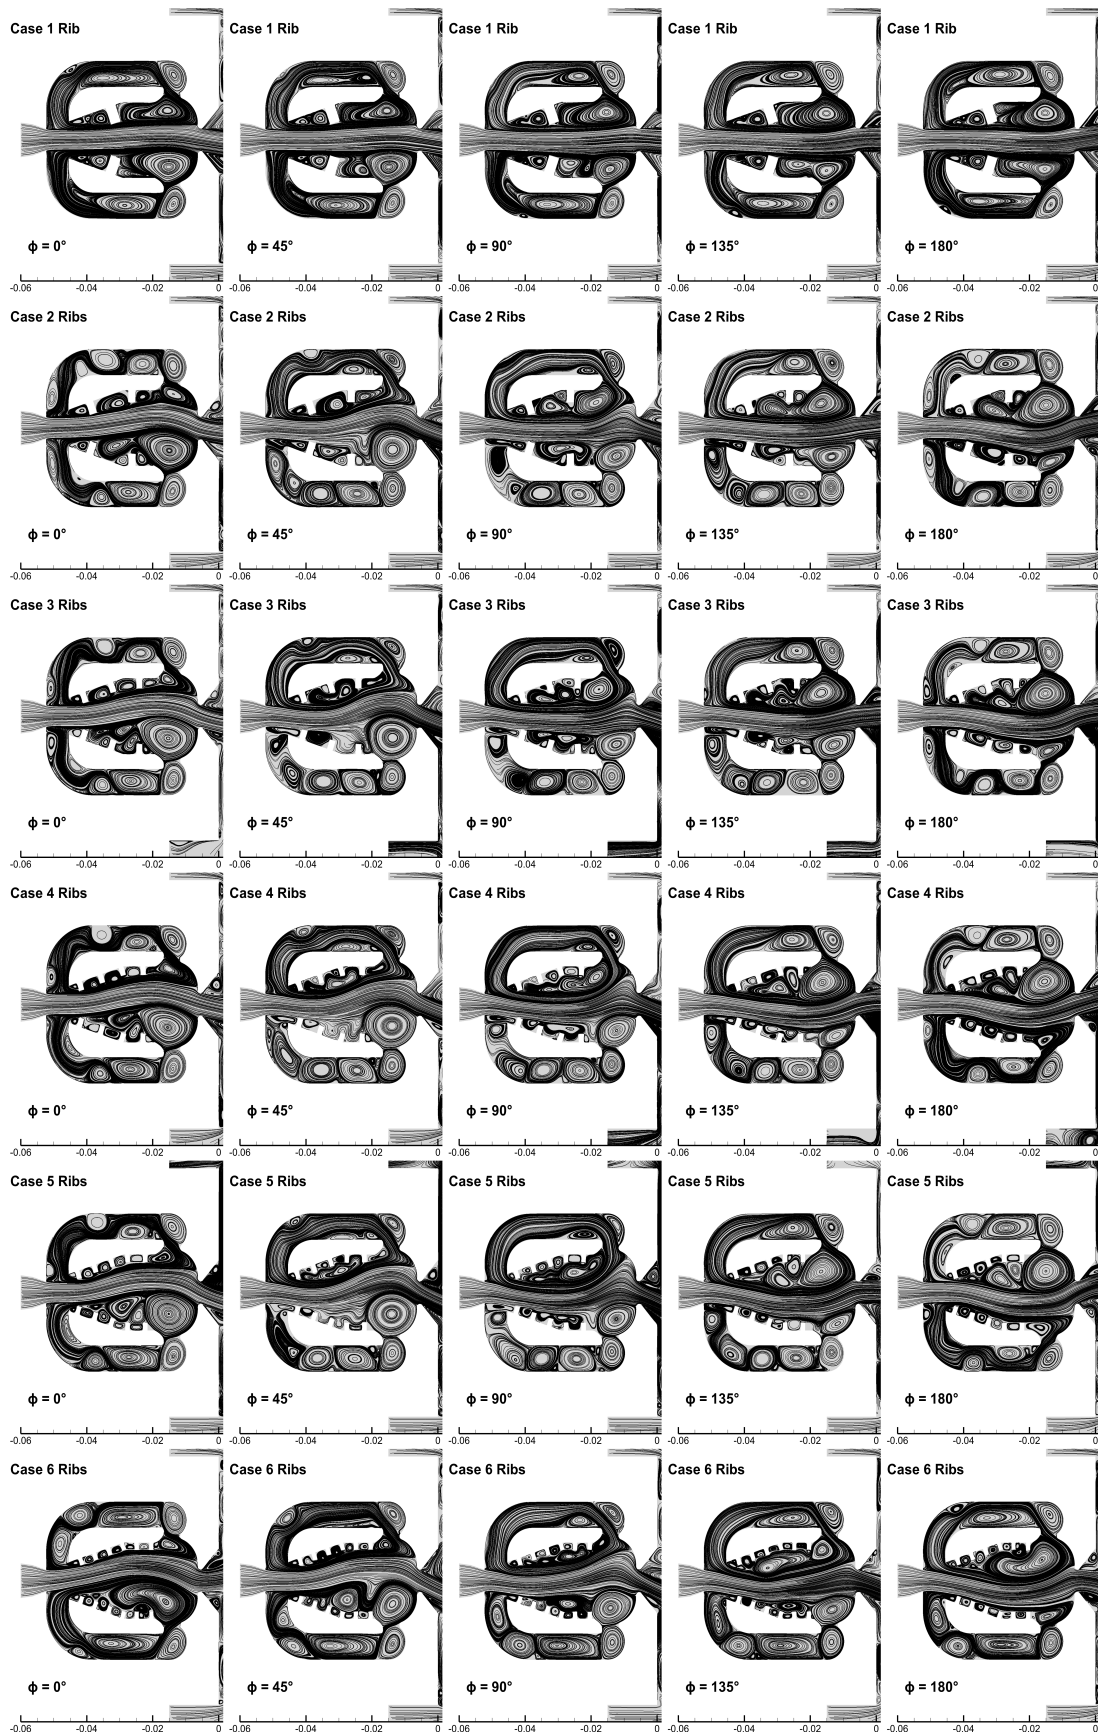 Case 1 Rib Case 1 Rib Case 1 Rib Case 1 Rib Case 1 Rib
ϕ = 0° ϕ = 45° ϕ = 90° ϕ = 135° ϕ = 180°
-0.06 -0.04 -0.02 0 -0.06 -0.04 -0.02 0 -0.06 -0.04 -0.02 0 -0.06 -0.04 -0.02 0 -0.06 -0.04 -0.02 0
Case 2 Ribs Case 2 Ribs Case 2 Ribs Case 2 Ribs Case 2 Ribs
ϕ = 0° ϕ = 45° ϕ = 90° ϕ = 135° ϕ = 180°
-0.06 -0.04 -0.02 0 -0.06 -0.04 -0.02 0 -0.06 -0.04 -0.02 0 -0.06 -0.04 -0.02 0 -0.06 -0.04 -0.02 0
Case 3 Ribs Case 3 Ribs Case 3 Ribs Case 3 Ribs Case 3 Ribs
ϕ = 0° ϕ = 45° ϕ = 90° ϕ = 135° ϕ = 180°
-0.06 -0.04 -0.02 0 -0.06 -0.04 -0.02 0 -0.06 -0.04 -0.02 0 -0.06 -0.04 -0.02 0 -0.06 -0.04 -0.02 0
Case 4 Ribs Case 4 Ribs Case 4 Ribs Case 4 Ribs Case 4 Ribs
ϕ = 0° ϕ = 45° ϕ = 90° ϕ = 135° ϕ = 180°
-0.06 -0.04 -0.02 0 -0.06 -0.04 -0.02 0 -0.06 -0.04 -0.02 0 -0.06 -0.04 -0.02 0 -0.06 -0.04 -0.02 0
Case 5 Ribs Case 5 Ribs Case 5 Ribs Case 5 Ribs Case 5 Ribs
ϕ = 0° ϕ = 45° ϕ = 90° ϕ = 135° ϕ = 180°
-0.06 -0.04 -0.02 0 -0.06 -0.04 -0.02 0 -0.06 -0.04 -0.02 0 -0.06 -0.04 -0.02 0 -0.06 -0.04 -0.02 0
Case 6 Ribs Case 6 Ribs Case 6 Ribs Case 6 Ribs Case 6 Ribs
ϕ = 0° ϕ = 45° ϕ = 90° ϕ = 135° ϕ = 180°
-0.06 -0.04 -0.02 0 -0.06 -0.04 -0.02 0 -0.06 -0.04 -0.02 0 -0.06 -0.04 -0.02 0 -0.06 -0.04 -0.02 0